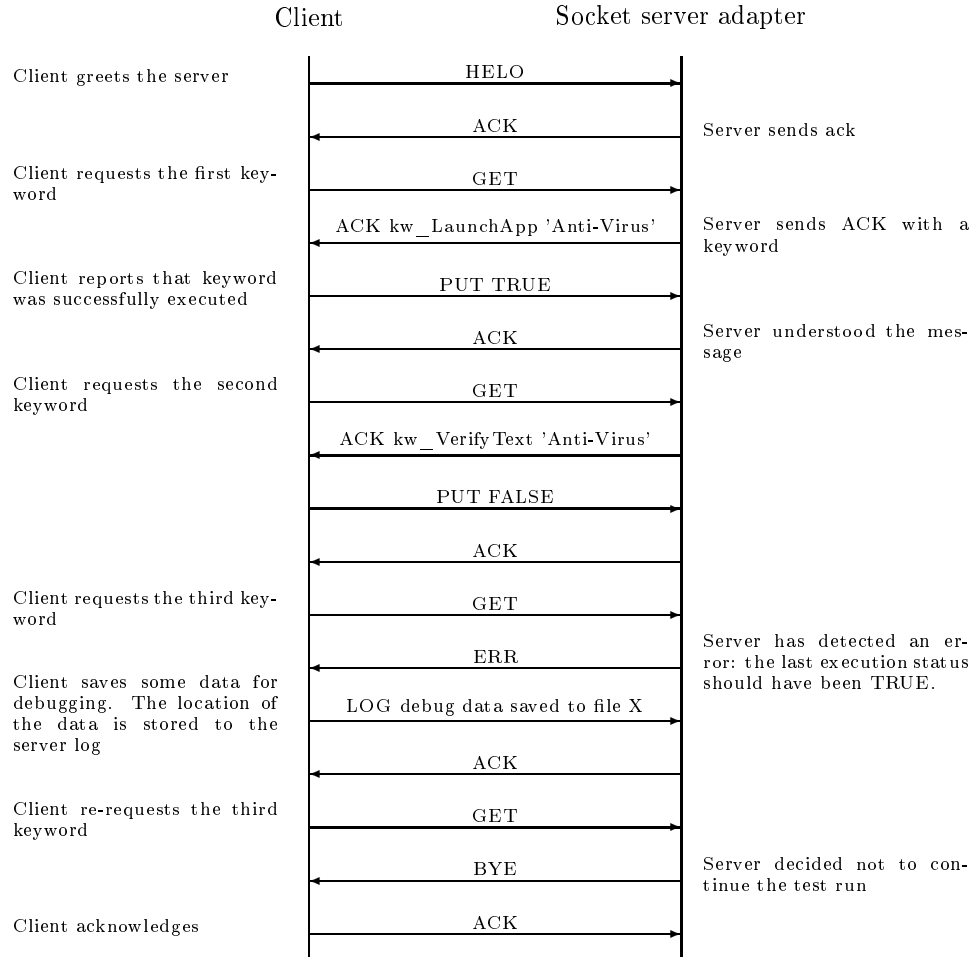 Client
Socket server adapter
Client greets the server
HELO
ACK
Server sends ack
Client requests the first key-
word
GET
ACK kw_LaunchApp 'Anti-Virus'
Server sends ACK with a
keyword
Client reports that keyword
was successfully executed
PUT TRUE
ACK
Server understood the mes-
sage
Client requests the second
keyword
GET
ACK kw_VerifyText 'Anti-Virus'
PUT FALSE
ACK
Client requests the third key-
word
GET
ERR
Server has detected an er-
ror: the last execution status
should have been TRUE.
Client saves some data for
debugging. The location of
the data is stored to the
server log
LOG debug data saved to file X
ACK
Client re-requests the third
keyword
GET
BYE
Server decided not to con-
tinue the test run
Client acknowledges
ACK